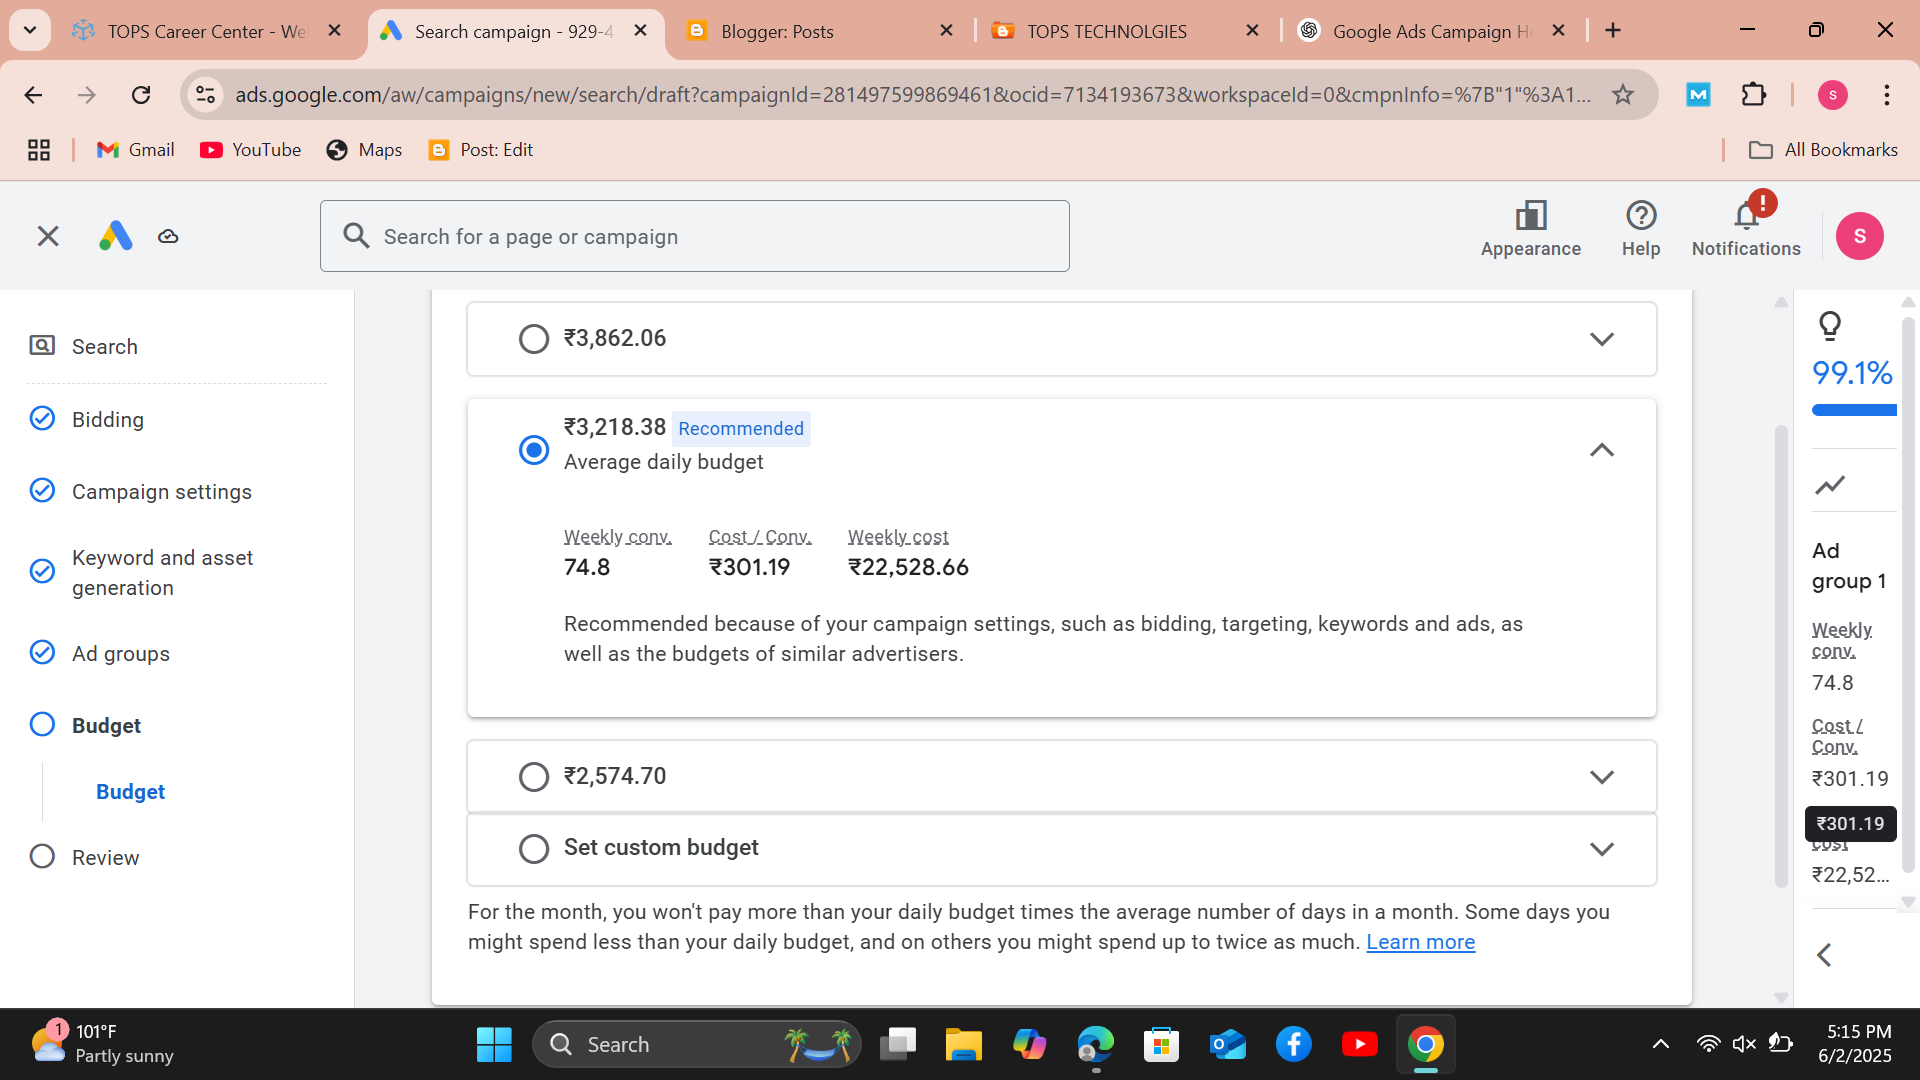 TOPS Career Center - Wel
Search campaign - 929-4
Blogger: Posts
TOPS TECHNOLGIES
Google Ads Campaign H
ads.google.com/aw/campaigns/new/search/draft?campaignId=281497599869461&ocid=7134193673&workspaceId=0&cmpnInfo=%7B"1"%3A1...
M
S
Gmail
YouTube
Maps
Post: Edit
All Bookmarks
Search for a page or campaign
Appearance
Help
!
Notifications
S
Search
Bidding
Campaign settings
Keyword and asset
generation
Ad groups
Budget
Budget
Review
₹3,862.06
₹3,218.38 Recommended
Average daily budget
Weekly conv. Cost / Conv. Weekly cost
74.8 ₹301.19 ₹22,528.66
Recommended because of your campaign settings, such as bidding, targeting, keywords and ads, as
well as the budgets of similar advertisers.
₹2,574.70
Set custom budget
For the month, you won't pay more than your daily budget times the average number of days in a month. Some days you
might spend less than your daily budget, and on others you might spend up to twice as much. Learn more
99.1%
Ad
group 1
Weekly
conv.
74.8
Cost /
Conv.
₹301.19
₹301.19
cost
₹22,52...
1
101°F
Partly sunny
Search
5:15 PM
6/2/2025